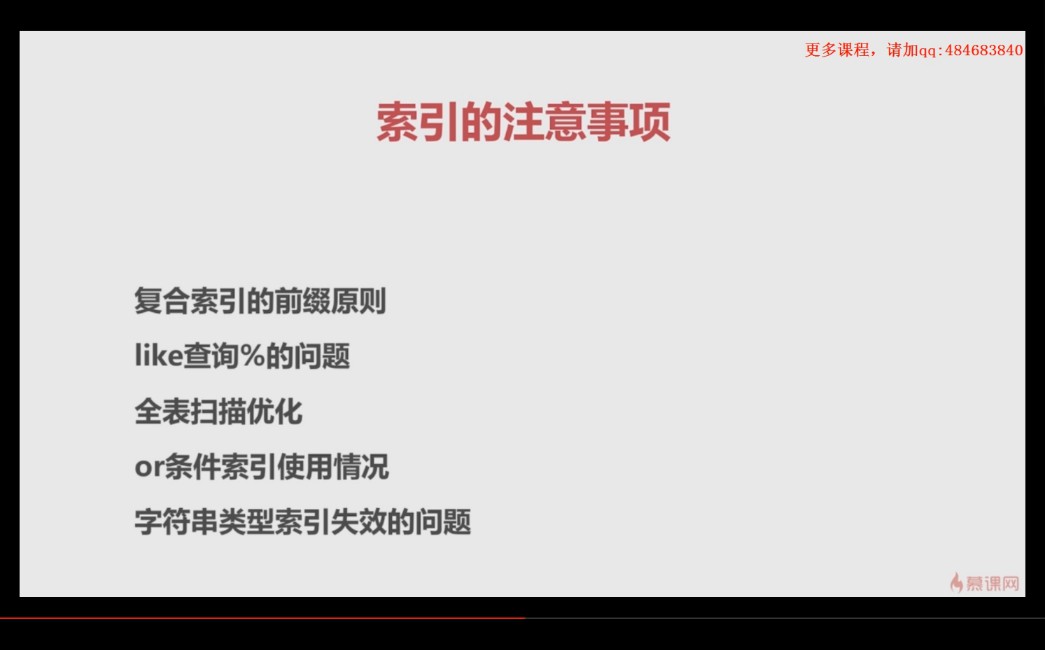 更多课程，请加qq:484683840
索引的注意事项
复合索引的前缀原则
like查询%的问题
全表扫描优化
or条件索引使用情况
字符串类型索引失效的问题
慕课网